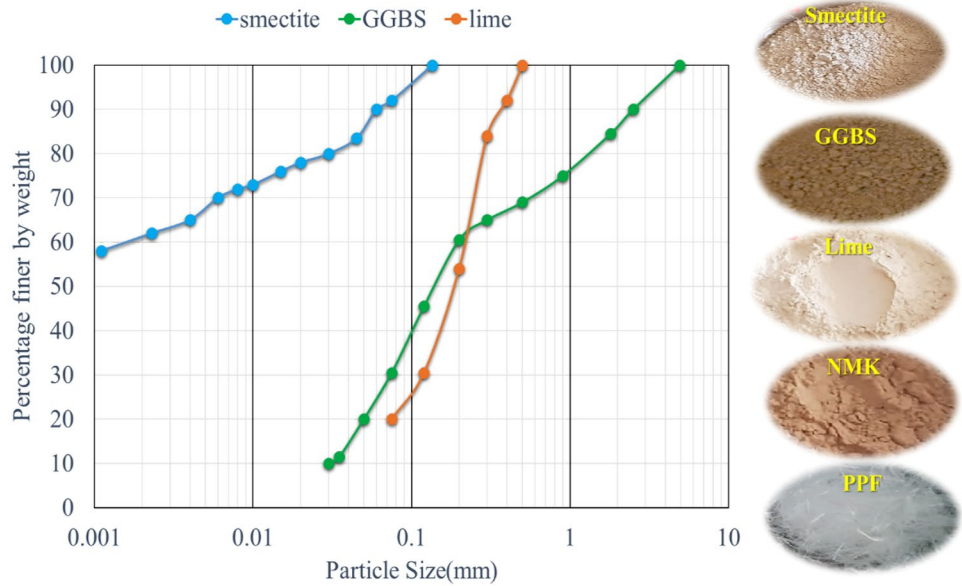 smectite GGBS lime
Percentage finer by weight
100
90
80
70
60
50
40
30
20
10
0
0.001 0.01 0.1 1 10
Particle Size(mm)
Smectite
GGBS
Lime
NMK
PPF